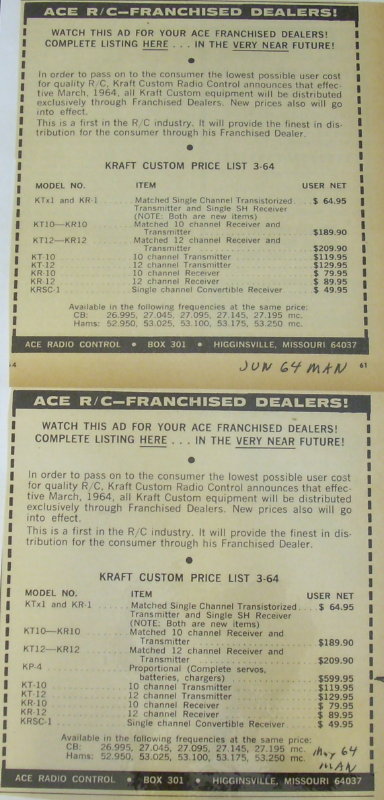 ACE R/C—FRANCHISED DEALERS!
WATCH THIS AD FOR YOUR ACE FRANCHISED DEALERS!
COMPLETE LISTING HERE . . . IN THE VERY NEAR FUTURE!
•
In order to pass on to the consumer the lowest possible user cost
for quality R/C, Kraft Custom Radio Control announces that effec-
tive March, 1964, all Kraft Custom equipment will be distributed
exclusively through Franchised Dealers. New prices also will go
into effect.
This is a first in the R/C industry. It will provide the finest in dis-
tribution for the consumer through his Franchised Dealer.
•
KRAFT CUSTOM PRICE LIST 3-64
MODEL NO. ITEM USER NET
KTx1 and KR-1 Matched Single Channel Transistorized $ 64.95
Transmitter and Single SH Receiver
(NOTE: Both are new items)
KT10—KR10 Matched 10 channel Receiver and
Transmitter $189.90
KT12—KR12 Matched 12 channel Receiver and
Transmitter $209.90
KT-10 10 channel Transmitter $119.95
KT-12 12 channel Transmitter $129.95
KR-10 10 channel Receiver $ 79.95
KR-12 12 channel Receiver $ 89.95
KRSC-1 Single channel Convertible Receiver $ 49.95
Available in the following frequencies at the same price:
CB: 26.995, 27.045, 27.095, 27.145, 27.195 mc.
Hams: 52.950, 53.025, 53.100, 53.175, 53.250 mc.
ACE RADIO CONTROL • BOX 301 • HIGGINSVILLE, MISSOURI 64037
JUN 64 MAN 61
ACE R/C—FRANCHISED DEALERS!
WATCH THIS AD FOR YOUR ACE FRANCHISED DEALERS!
COMPLETE LISTING HERE . . . IN THE VERY NEAR FUTURE!
•
In order to pass on to the consumer the lowest possible user cost
for quality R/C, Kraft Custom Radio Control announces that effec-
tive March, 1964, all Kraft Custom equipment will be distributed
exclusively through Franchised Dealers. New prices also will go
into effect.
This is a first in the R/C industry. It will provide the finest in dis-
tribution for the consumer through his Franchised Dealer.
•
KRAFT CUSTOM PRICE LIST 3-64
MODEL NO. ITEM USER NET
KTx1 and KR-1 Matched Single Channel Transistorized $ 64.95
Transmitter and Single SH Receiver
(NOTE: Both are new items)
KT10—KR10 Matched 10 channel Receiver and
Transmitter $189.90
KT12—KR12 Matched 12 channel Receiver and
Transmitter $209.90
KP-4 Proportional (Complete servos,
batteries, chargers) $599.95
KT-10 10 channel Transmitter $119.95
KT-12 12 channel Transmitter $129.95
KR-10 10 channel Receiver $ 79.95
KR-12 12 channel Receiver $ 89.95
KRSC-1 Single channel Convertible Receiver $ 49.95
Available in the following frequencies at the same price:
CB: 26.995, 27.045, 27.095, 27.145, 27.195 mc.
Hams: 52.950, 53.025, 53.100, 53.175, 53.250 mc.
May 64
MAN
ACE RADIO CONTROL • BOX 301 • HIGGINSVILLE, MISSOURI 64037